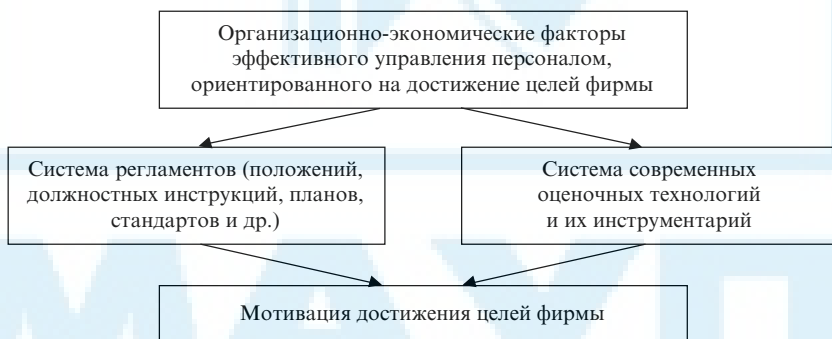 Организационно-экономические факторы
эффективного управления персоналом,
ориентированного на достижение целей фирмы
Система регламентов (положений,
должностных инструкций, планов,
стандартов и др.)
Система современных
оценочных технологий
и их инструментарий
Мотивация достижения целей фирмы
МАУП